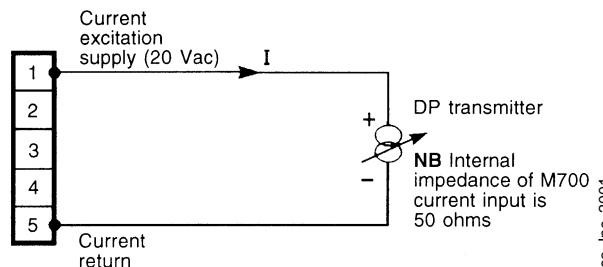 Current
excitation
supply (20 Vac)
I
1
2
3
4
5
+
−
DP transmitter
NB Internal
impedance of M700
current input is
50 ohms
Current
return